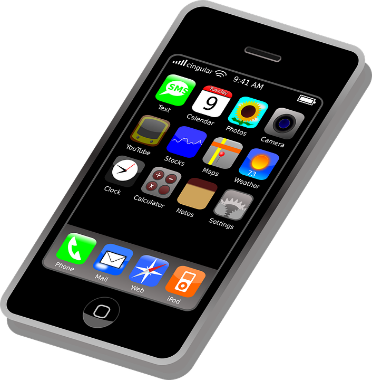 cingular 9:41 AM
SMS
Text
9
Calendar
Photos
Camera
YouTube
Stocks
Maps
73
Weather
Clock
Calculator
Notes
Settings
Phone
Mail
Web
iPod